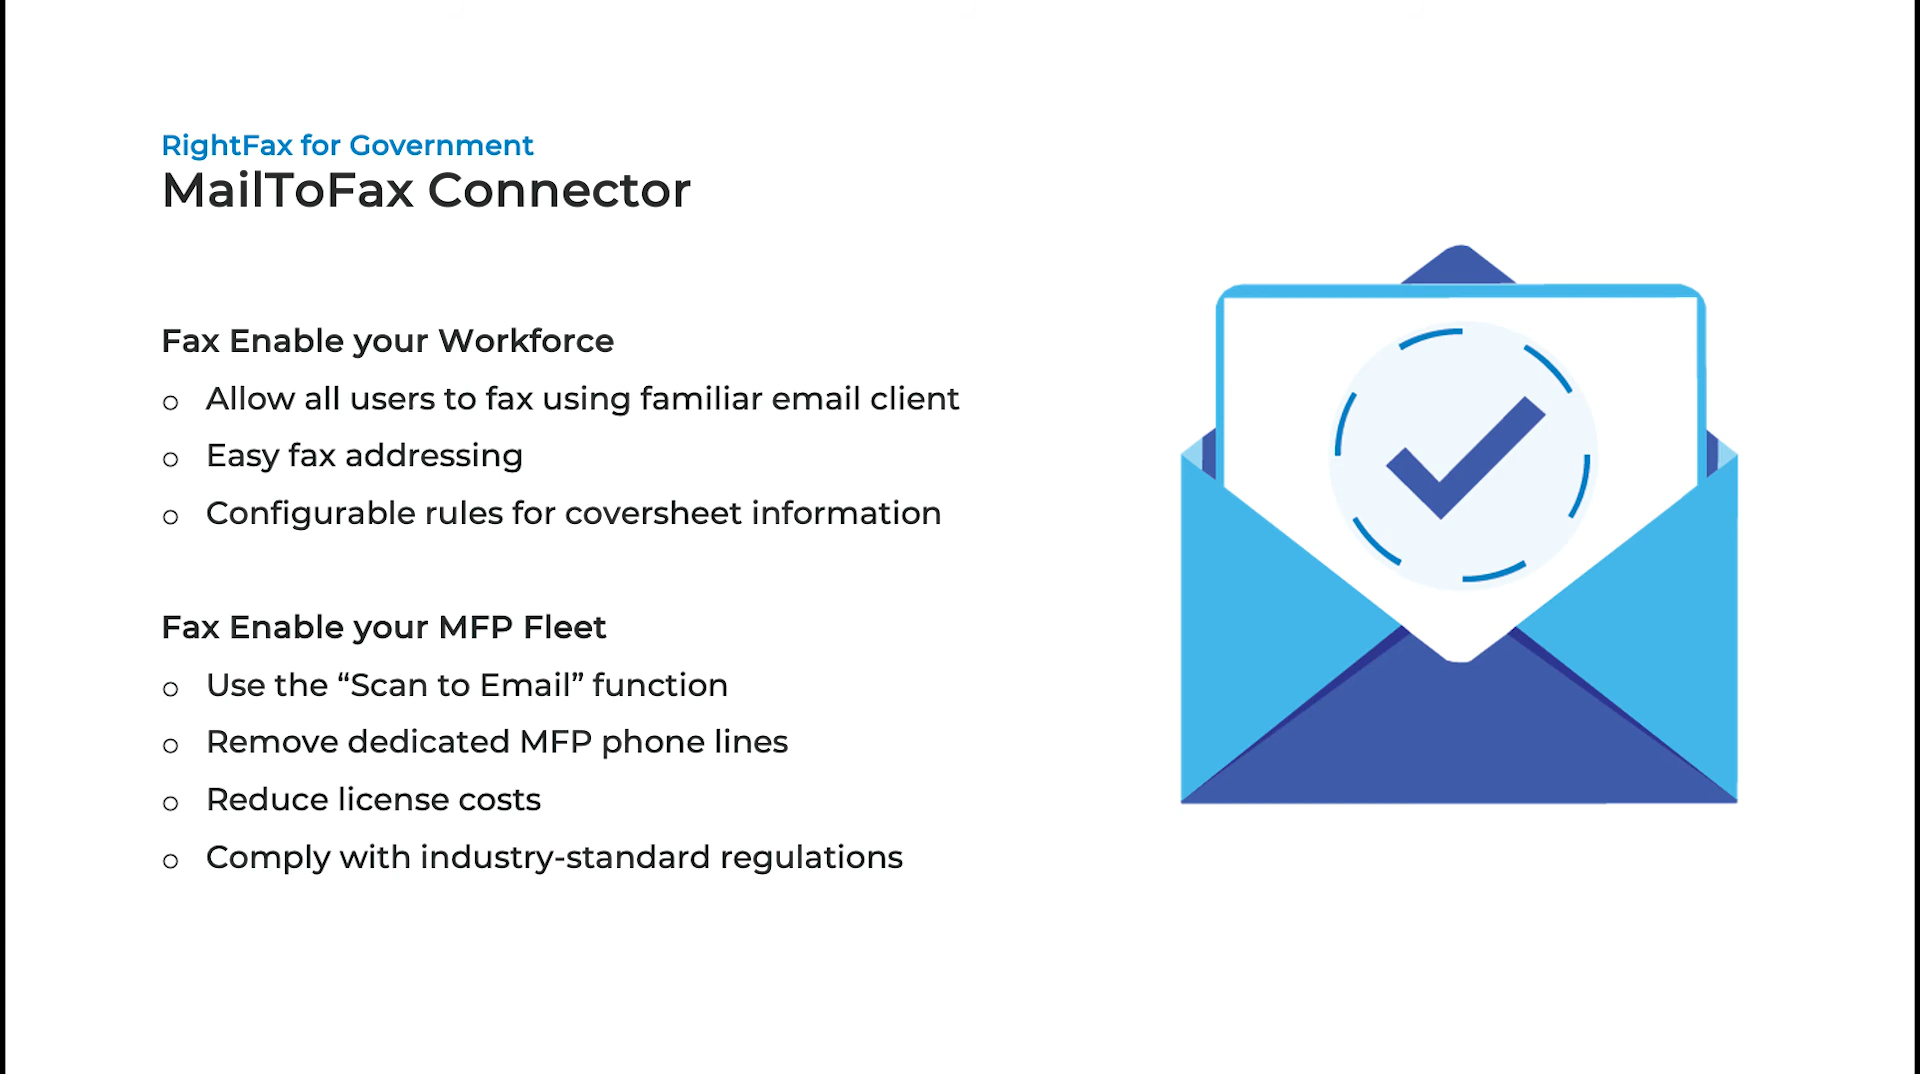 RightFax for Government
MailToFax Connector
Fax Enable your Workforce
o Allow all users to fax using familiar email client
o Easy fax addressing
o Configurable rules for coversheet information
Fax Enable your MFP Fleet
o Use the “Scan to Email” function
o Remove dedicated MFP phone lines
o Reduce license costs
o Comply with industry-standard regulations